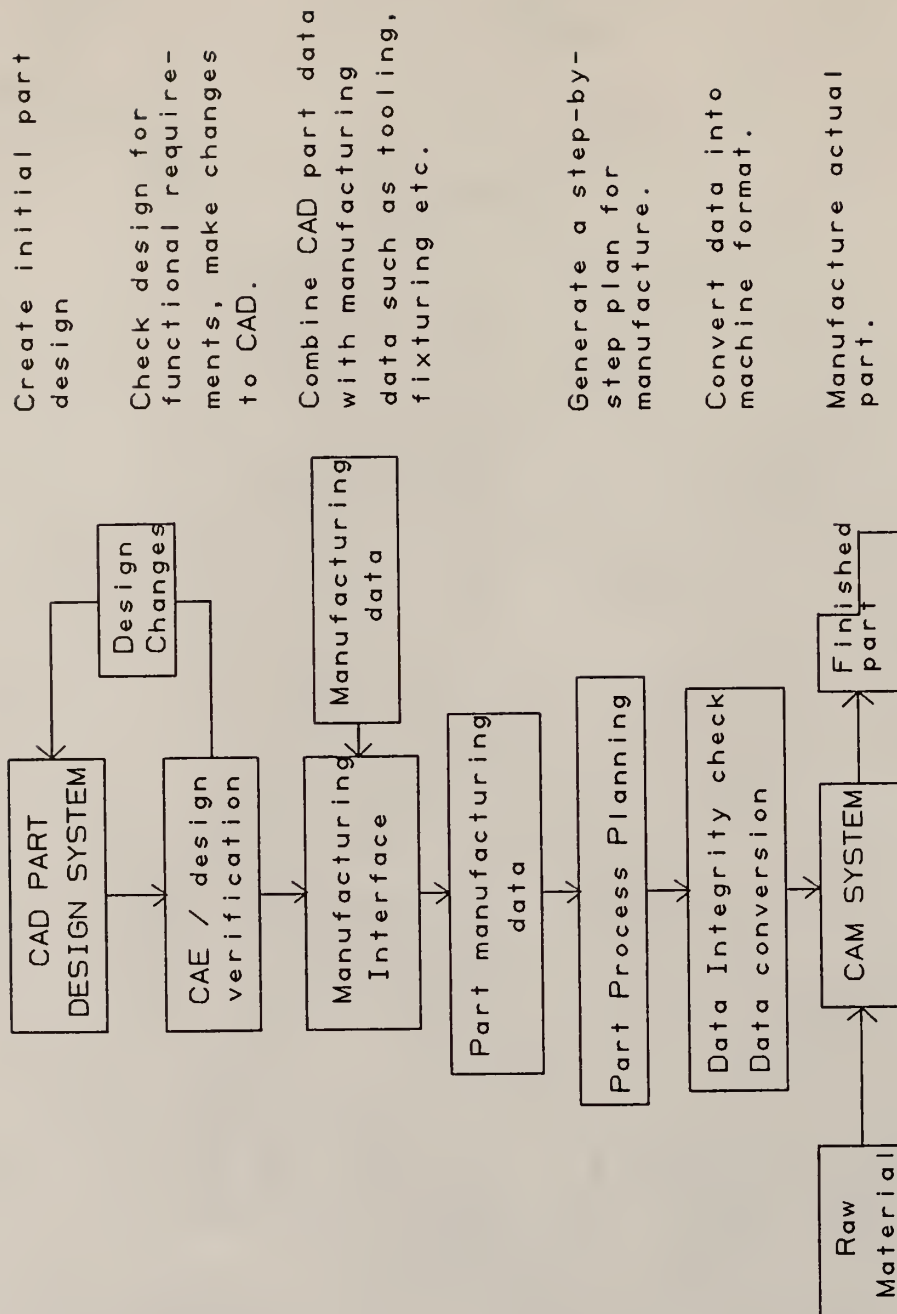 CAD PART
DESIGN SYSTEM
Design
Changes
Create initial part
design
CAE / design
verification
Check design for
functional require-
ments, make changes
to CAD.
Manufacturing
Interface
Manufacturing
data
Combine CAD part data
with manufacturing
data such as tooling,
fixturing etc.
Part manufacturing
data
Part Process Planning
Generate a step-by-
step plan for
manufacture.
Data Integrity check
Data conversion
Convert data into
machine format.
Raw
Material
CAM SYSTEM
Finished
part
Manufacture actual
part.